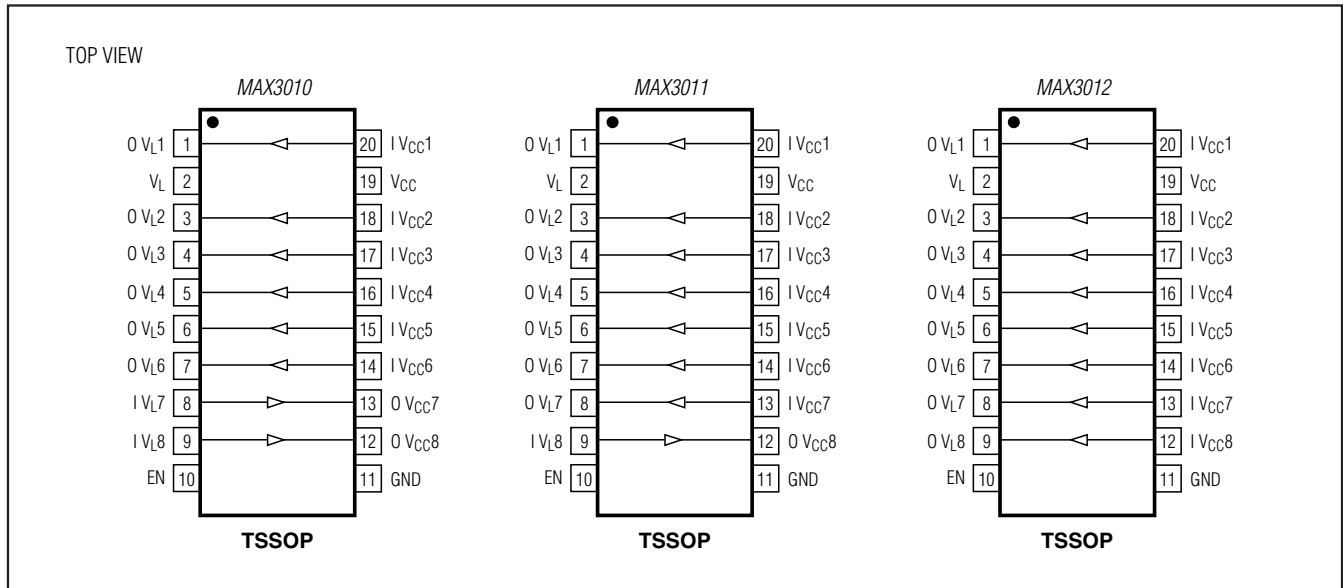 TOP VIEW
MAX3010
O VL1 1 20 I VCC1
VL 2 19 VCC
O VL2 3 18 I VCC2
O VL3 4 17 I VCC3
O VL4 5 16 I VCC4
O VL5 6 15 I VCC5
O VL6 7 14 I VCC6
I VL7 8 13 O VCC7
I VL8 9 12 O VCC8
EN 10 11 GND
TSSOP
MAX3011
O VL1 1 20 I VCC1
VL 2 19 VCC
O VL2 3 18 I VCC2
O VL3 4 17 I VCC3
O VL4 5 16 I VCC4
O VL5 6 15 I VCC5
O VL6 7 14 I VCC6
O VL7 8 13 I VCC7
I VL8 9 12 O VCC8
EN 10 11 GND
TSSOP
MAX3012
O VL1 1 20 I VCC1
VL 2 19 VCC
O VL2 3 18 I VCC2
O VL3 4 17 I VCC3
O VL4 5 16 I VCC4
O VL5 6 15 I VCC5
O VL6 7 14 I VCC6
O VL7 8 13 I VCC7
O VL8 9 12 I VCC8
EN 10 11 GND
TSSOP